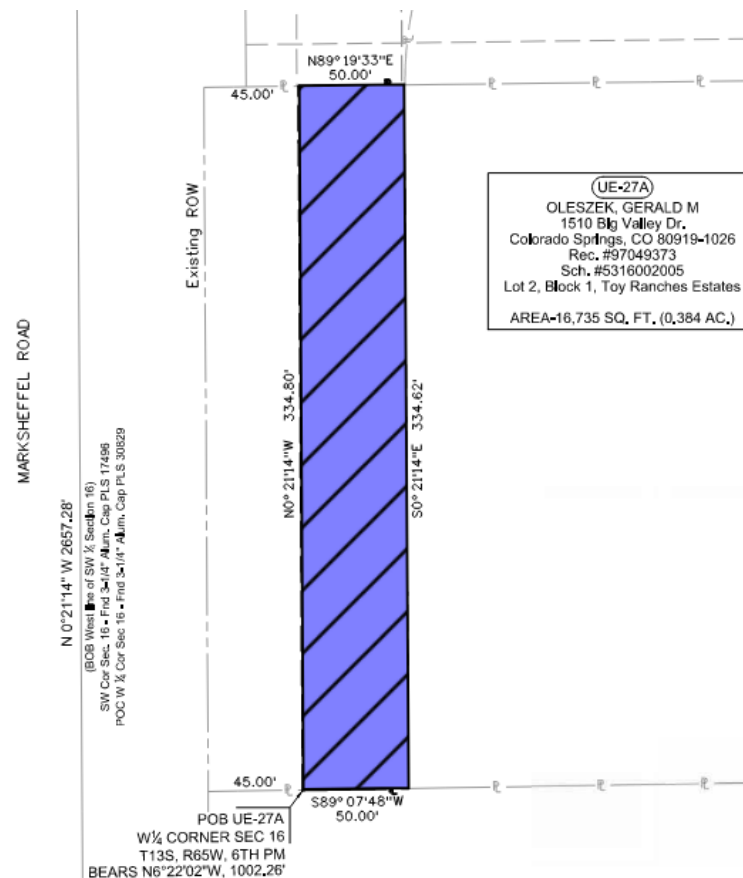 N89° 19'33"E
50.00'
45.00'
Existing ROW
UE-27A
OLESZEK, GERALD M
1510 Big Valley Dr.
Colorado Springs, CO 80919-1026
Rec. #97049373
Sch. #5316002005
Lot 2, Block 1, Toy Ranches Estates
AREA-16,735 SQ. FT. (0.384 AC.)
MARKSHEFFEL ROAD
N 0°21'14" W 2657.28'
(BOB West line of SW ¼ Section 16)
SW Cor Sec. 16 - Fnd 3-1/4" Alum. Cap PLS 17496
POC W ¼ Cor Sec 16 - Fnd 3-1/4" Alum. Cap PLS 30829
N0° 21'14"W 334.80'
S0° 21'14"E 334.62'
45.00'
S89° 07'48"W
50.00'
POB UE-27A
W¼ CORNER SEC 16
T13S, R65W, 6TH PM
BEARS N6°22'02"W, 1002.26'